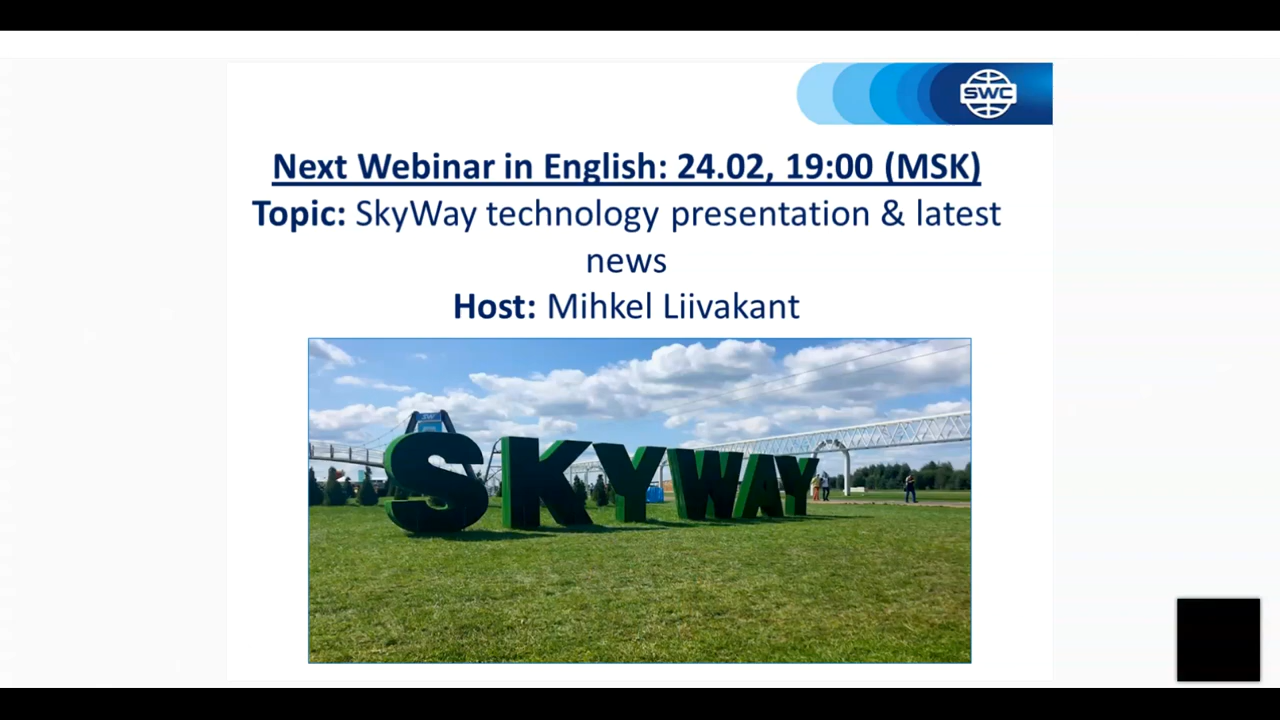 SWC
Next Webinar in English: 24.02, 19:00 (MSK)
Topic: SkyWay technology presentation & latest
news
Host: Mihkel Liivakant
SKYWAY